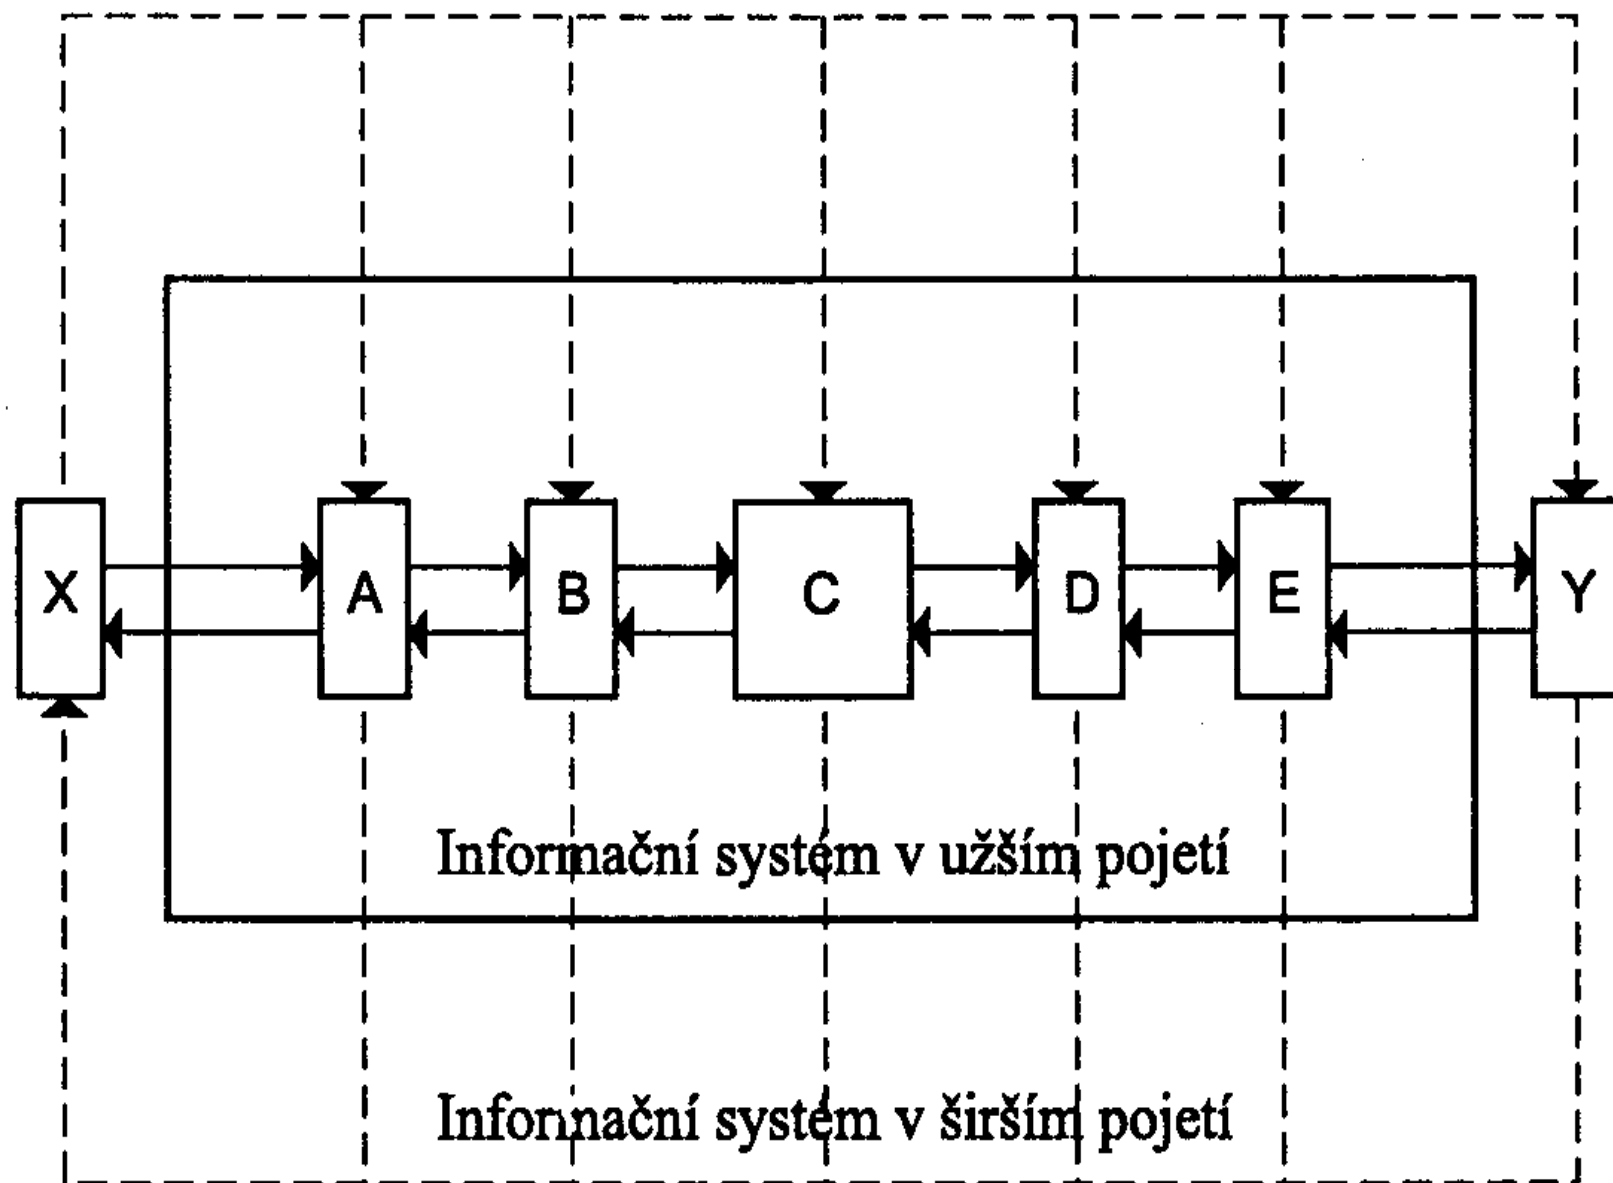 X A B C D E Y
Informační systém v užším pojetí
Informační systém v širším pojetí